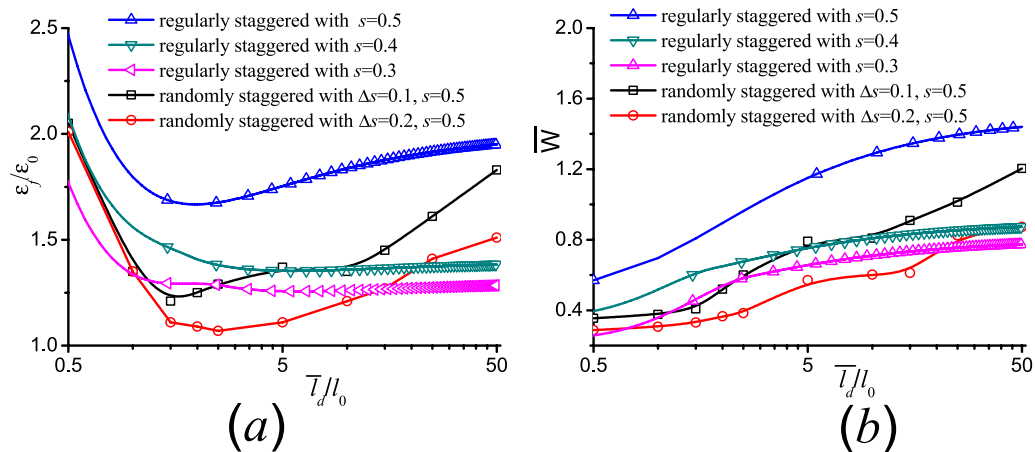 regularly staggered with s=0.5
regularly staggered with s=0.4
regularly staggered with s=0.3
randomly staggered with Δs=0.1, s=0.5
randomly staggered with Δs=0.2, s=0.5
2.5
2.0
1.5
1.0
ε_f/ε_0
0.5
5
50
l̅_d/l_0
(a)
regularly staggered with s=0.5
regularly staggered with s=0.4
regularly staggered with s=0.3
randomly staggered with Δs=0.1, s=0.5
randomly staggered with Δs=0.2, s=0.5
2.0
1.6
1.2
0.8
0.4
W̅
0.5
5
50
l̅_d/l_0
(b)